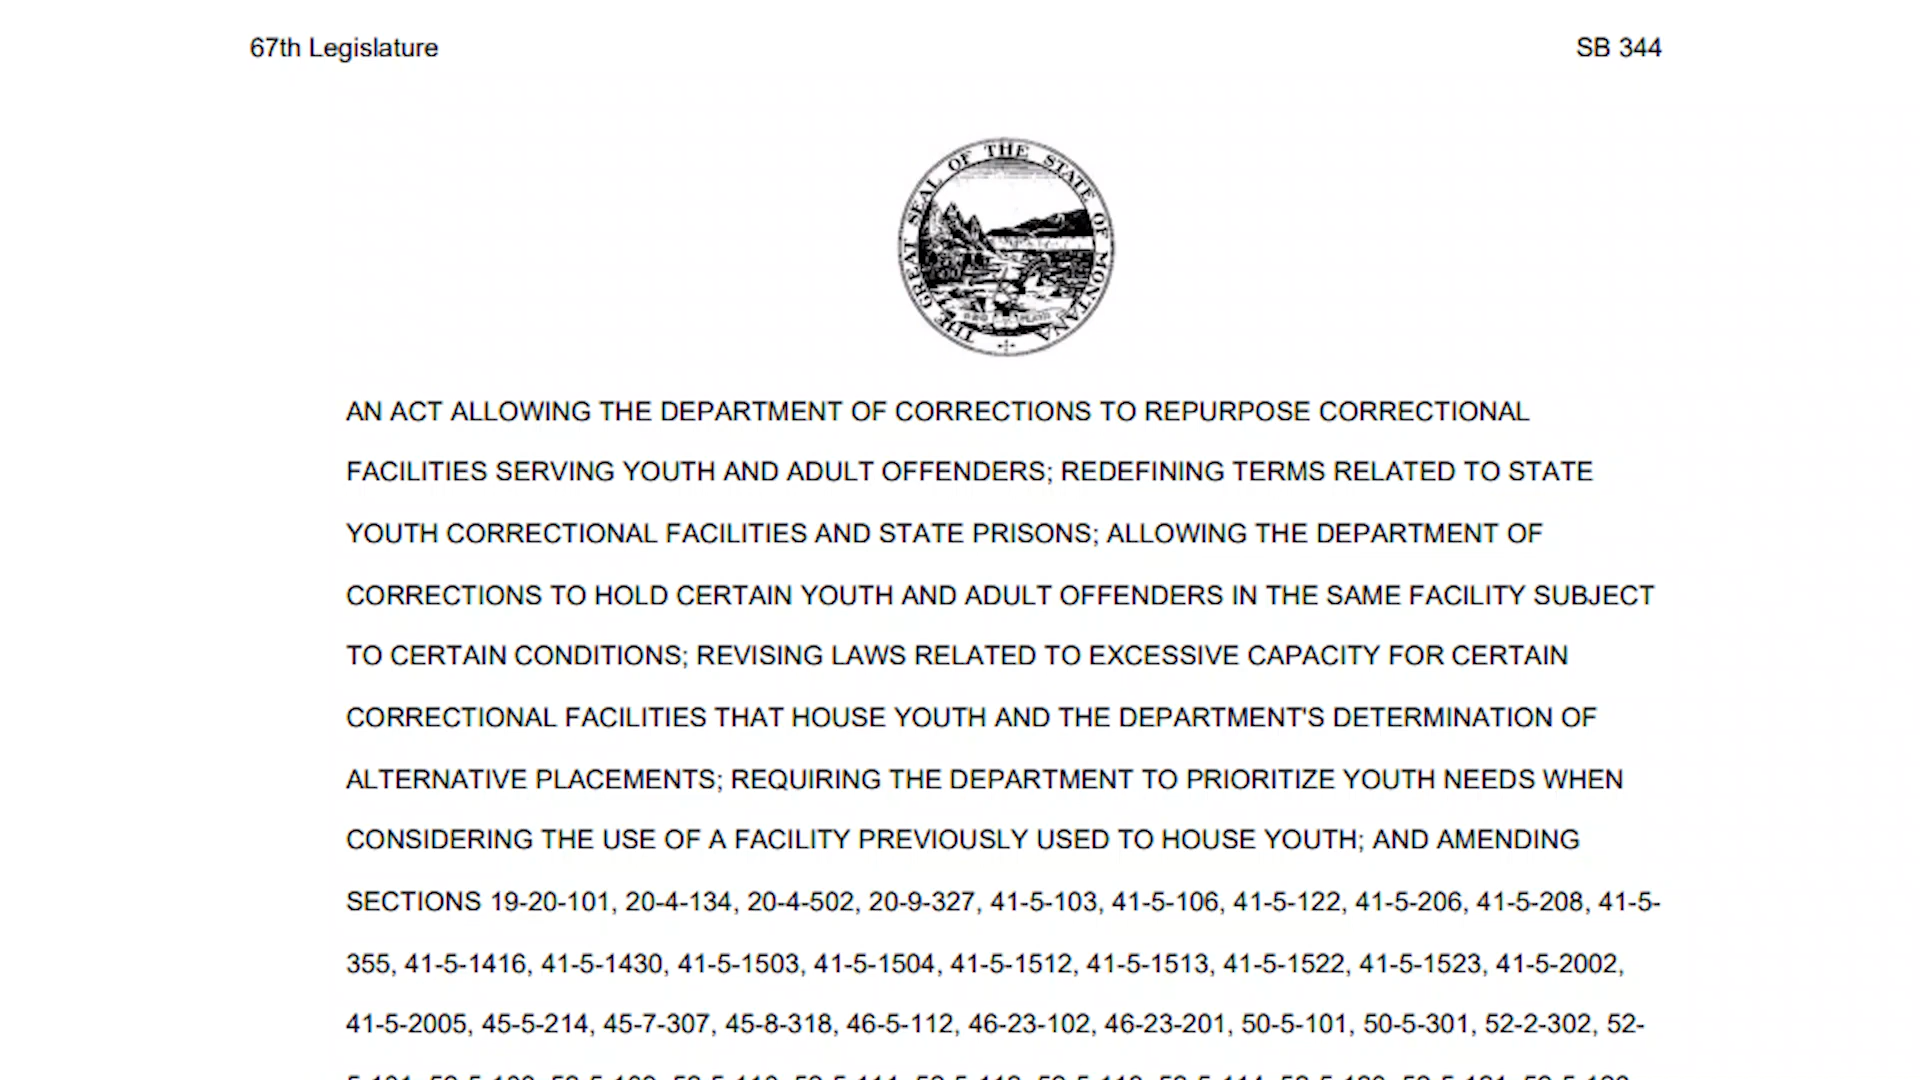 67th Legislature
SB 344
THE GREAT SEAL OF THE STATE OF MONTANA
AN ACT ALLOWING THE DEPARTMENT OF CORRECTIONS TO REPURPOSE CORRECTIONAL
FACILITIES SERVING YOUTH AND ADULT OFFENDERS; REDEFINING TERMS RELATED TO STATE
YOUTH CORRECTIONAL FACILITIES AND STATE PRISONS; ALLOWING THE DEPARTMENT OF
CORRECTIONS TO HOLD CERTAIN YOUTH AND ADULT OFFENDERS IN THE SAME FACILITY SUBJECT
TO CERTAIN CONDITIONS; REVISING LAWS RELATED TO EXCESSIVE CAPACITY FOR CERTAIN
CORRECTIONAL FACILITIES THAT HOUSE YOUTH AND THE DEPARTMENT'S DETERMINATION OF
ALTERNATIVE PLACEMENTS; REQUIRING THE DEPARTMENT TO PRIORITIZE YOUTH NEEDS WHEN
CONSIDERING THE USE OF A FACILITY PREVIOUSLY USED TO HOUSE YOUTH; AND AMENDING
SECTIONS 19-20-101, 20-4-134, 20-4-502, 20-9-327, 41-5-103, 41-5-106, 41-5-122, 41-5-206, 41-5-208, 41-5-
355, 41-5-1416, 41-5-1430, 41-5-1503, 41-5-1504, 41-5-1512, 41-5-1513, 41-5-1522, 41-5-1523, 41-5-2002,
41-5-2005, 45-5-214, 45-7-307, 45-8-318, 46-5-112, 46-23-102, 46-23-201, 50-5-101, 50-5-301, 52-2-302, 52-